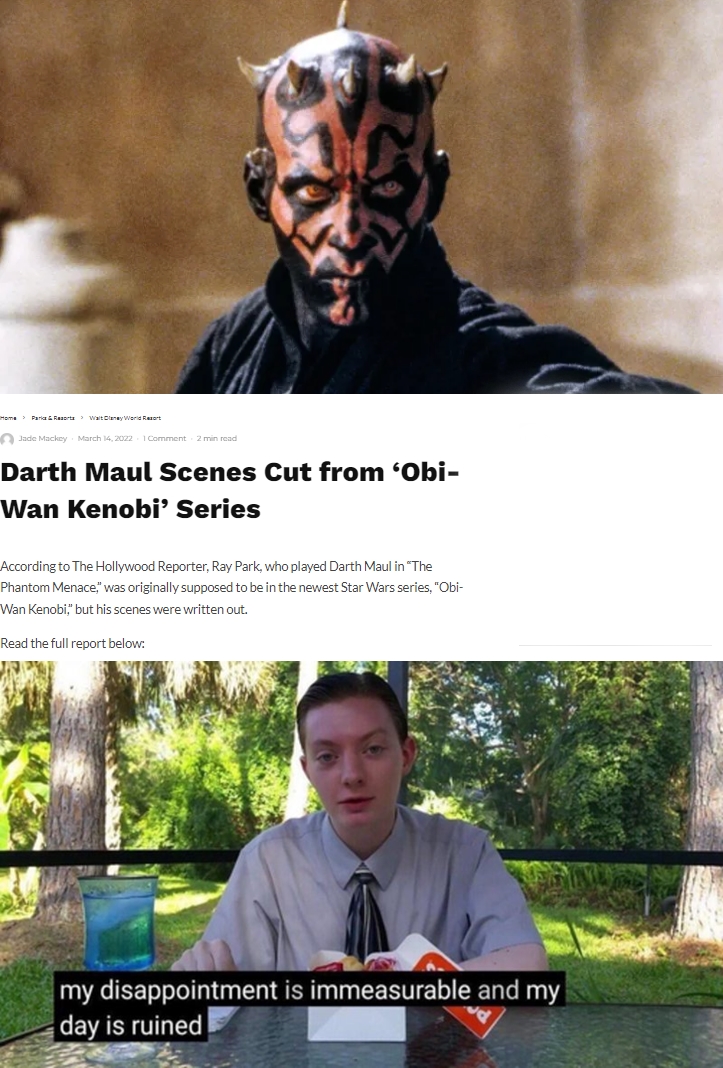 Home > Parks & Resorts > Walt Disney World Resort
Jade Mackey · March 14, 2022 · 1 Comment · 2 min read
Darth Maul Scenes Cut from ‘Obi-
Wan Kenobi’ Series
According to The Hollywood Reporter, Ray Park, who played Darth Maul in “The
Phantom Menace,” was originally supposed to be in the newest Star Wars series, “Obi-
Wan Kenobi,” but his scenes were written out.
Read the full report below:
my disappointment is immeasurable and my
day is ruined